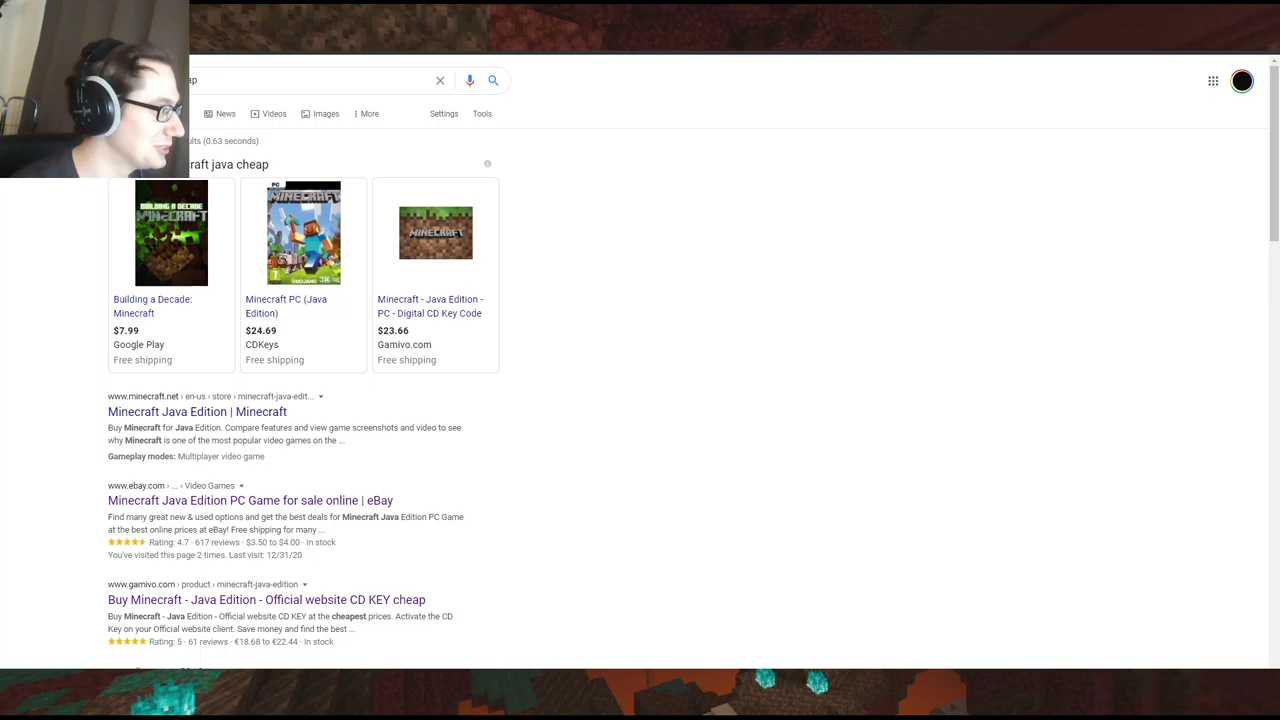 ap
News
Videos
Images
More
Settings
Tools
ults (0.63 seconds)
raft java cheap
BUILDING A DECADE
MINECRAFT
PC
MINECRAFT
7
MOJANG
MINECRAFT
Building a Decade:
Minecraft
$7.99
Google Play
Free shipping
Minecraft PC (Java
Edition)
$24.69
CDKeys
Free shipping
Minecraft - Java Edition -
PC - Digital CD Key Code
$23.66
Gamivo.com
Free shipping
www.minecraft.net › en-us › store › minecraft-java-edit...
Minecraft Java Edition | Minecraft
Buy Minecraft for Java Edition. Compare features and view game screenshots and video to see
why Minecraft is one of the most popular video games on the ...
Gameplay modes: Multiplayer video game
www.ebay.com › ... › Video Games
Minecraft Java Edition PC Game for sale online | eBay
Find many great new & used options and get the best deals for Minecraft Java Edition PC Game
at the best online prices at eBay! Free shipping for many ...
Rating: 4.7 · 617 reviews · $3.50 to $4.00 · In stock
You've visited this page 2 times. Last visit: 12/31/20
www.gamivo.com › product › minecraft-java-edition
Buy Minecraft - Java Edition - Official website CD KEY cheap
Buy Minecraft - Java Edition - Official website CD KEY at the cheapest prices. Activate the CD
Key on your Official website client. Save money and find the best ...
Rating: 5 · 61 reviews · €18.68 to €22.44 · In stock